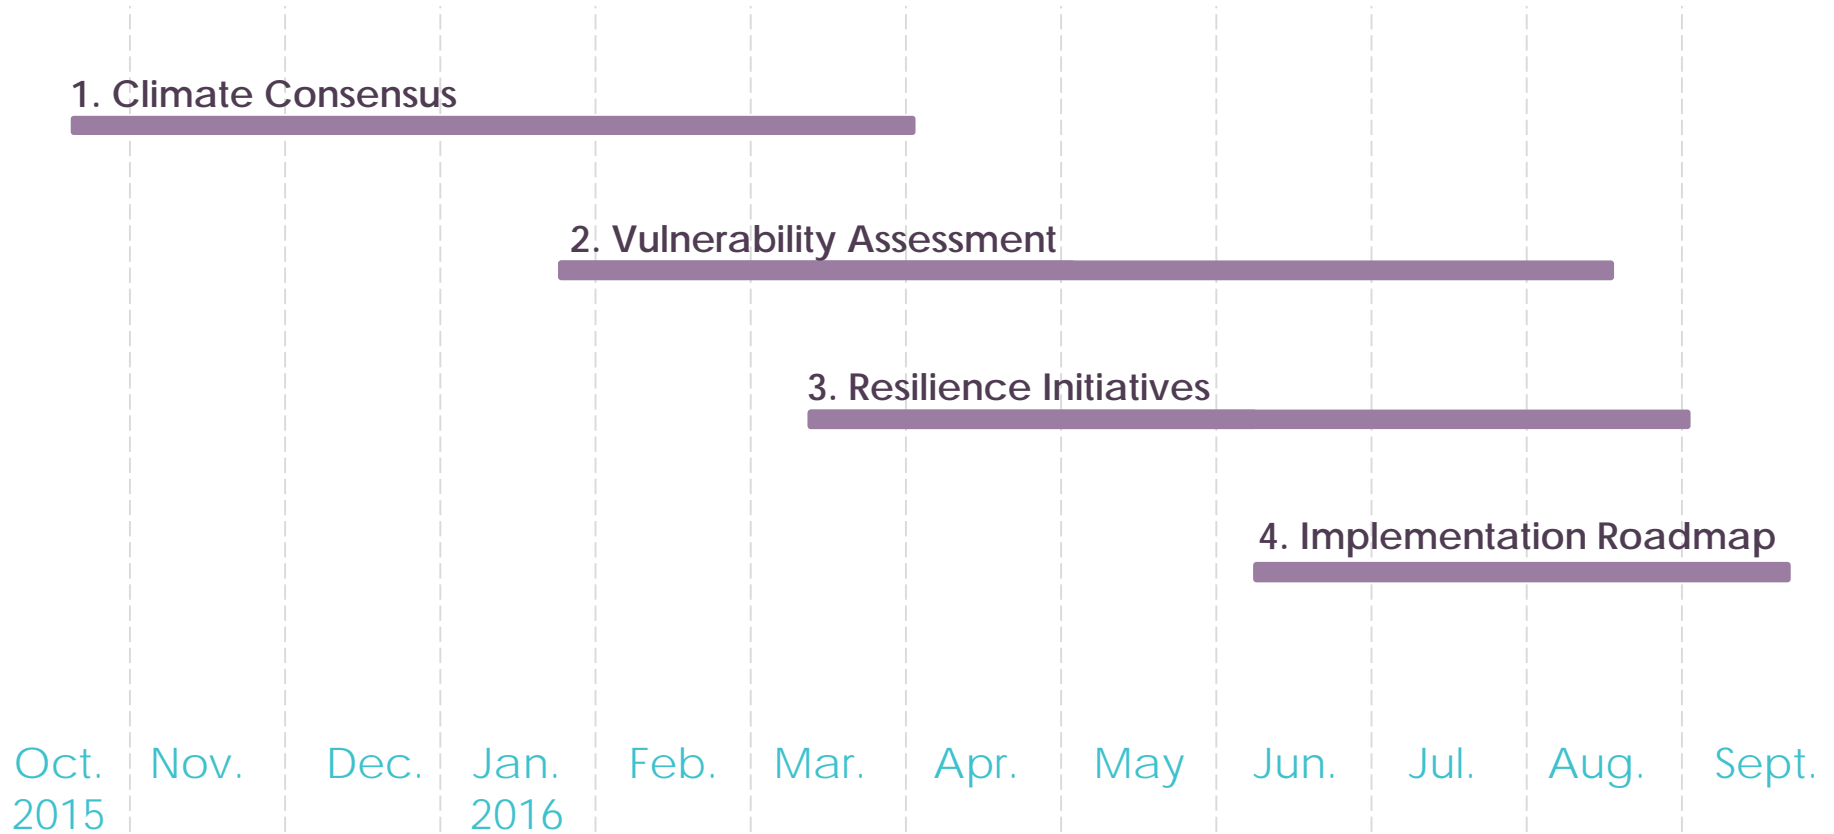 1. Climate Consensus
2. Vulnerability Assessment
3. Resilience Initiatives
4. Implementation Roadmap
Oct. Nov. Dec. Jan. Feb. Mar. Apr. May Jun. Jul. Aug. Sept.
2015 2016